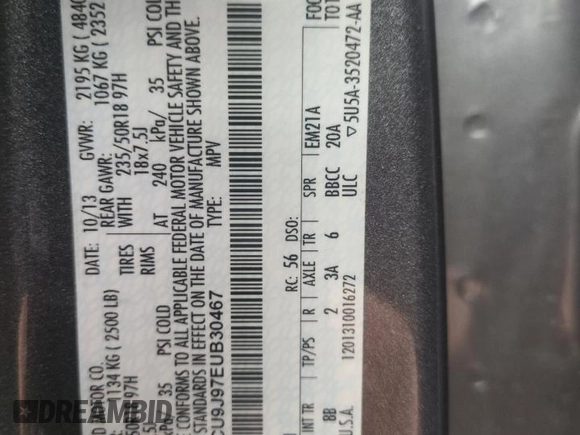 DATE: 10/13 GVWR: 2195 KG ( 4840
1134 KG ( 2500 LB) REAR GAWR: 1067 KG ( 2352
97H TIRES WITH 235/50R18 97H
RIMS 18x7.5J
35 PSI COLD AT 240 kPa/ 35 PSI COLD
CONFORMS TO ALL APPLICABLE FEDERAL MOTOR VEHICLE SAFETY AND
STANDARDS IN EFFECT ON THE DATE OF MANUFACTURE SHOWN ABOVE.
CU9J97EUB30467 TYPE: MPV
RC: 56 DSO:
INT TR TP/PS R AXLE TR SPR EM21A
8B 2 3A 6 BBCC 20A
U.S.A. 1201310016272 ULC ▽5U5A-3520472-AA
DREAMBID